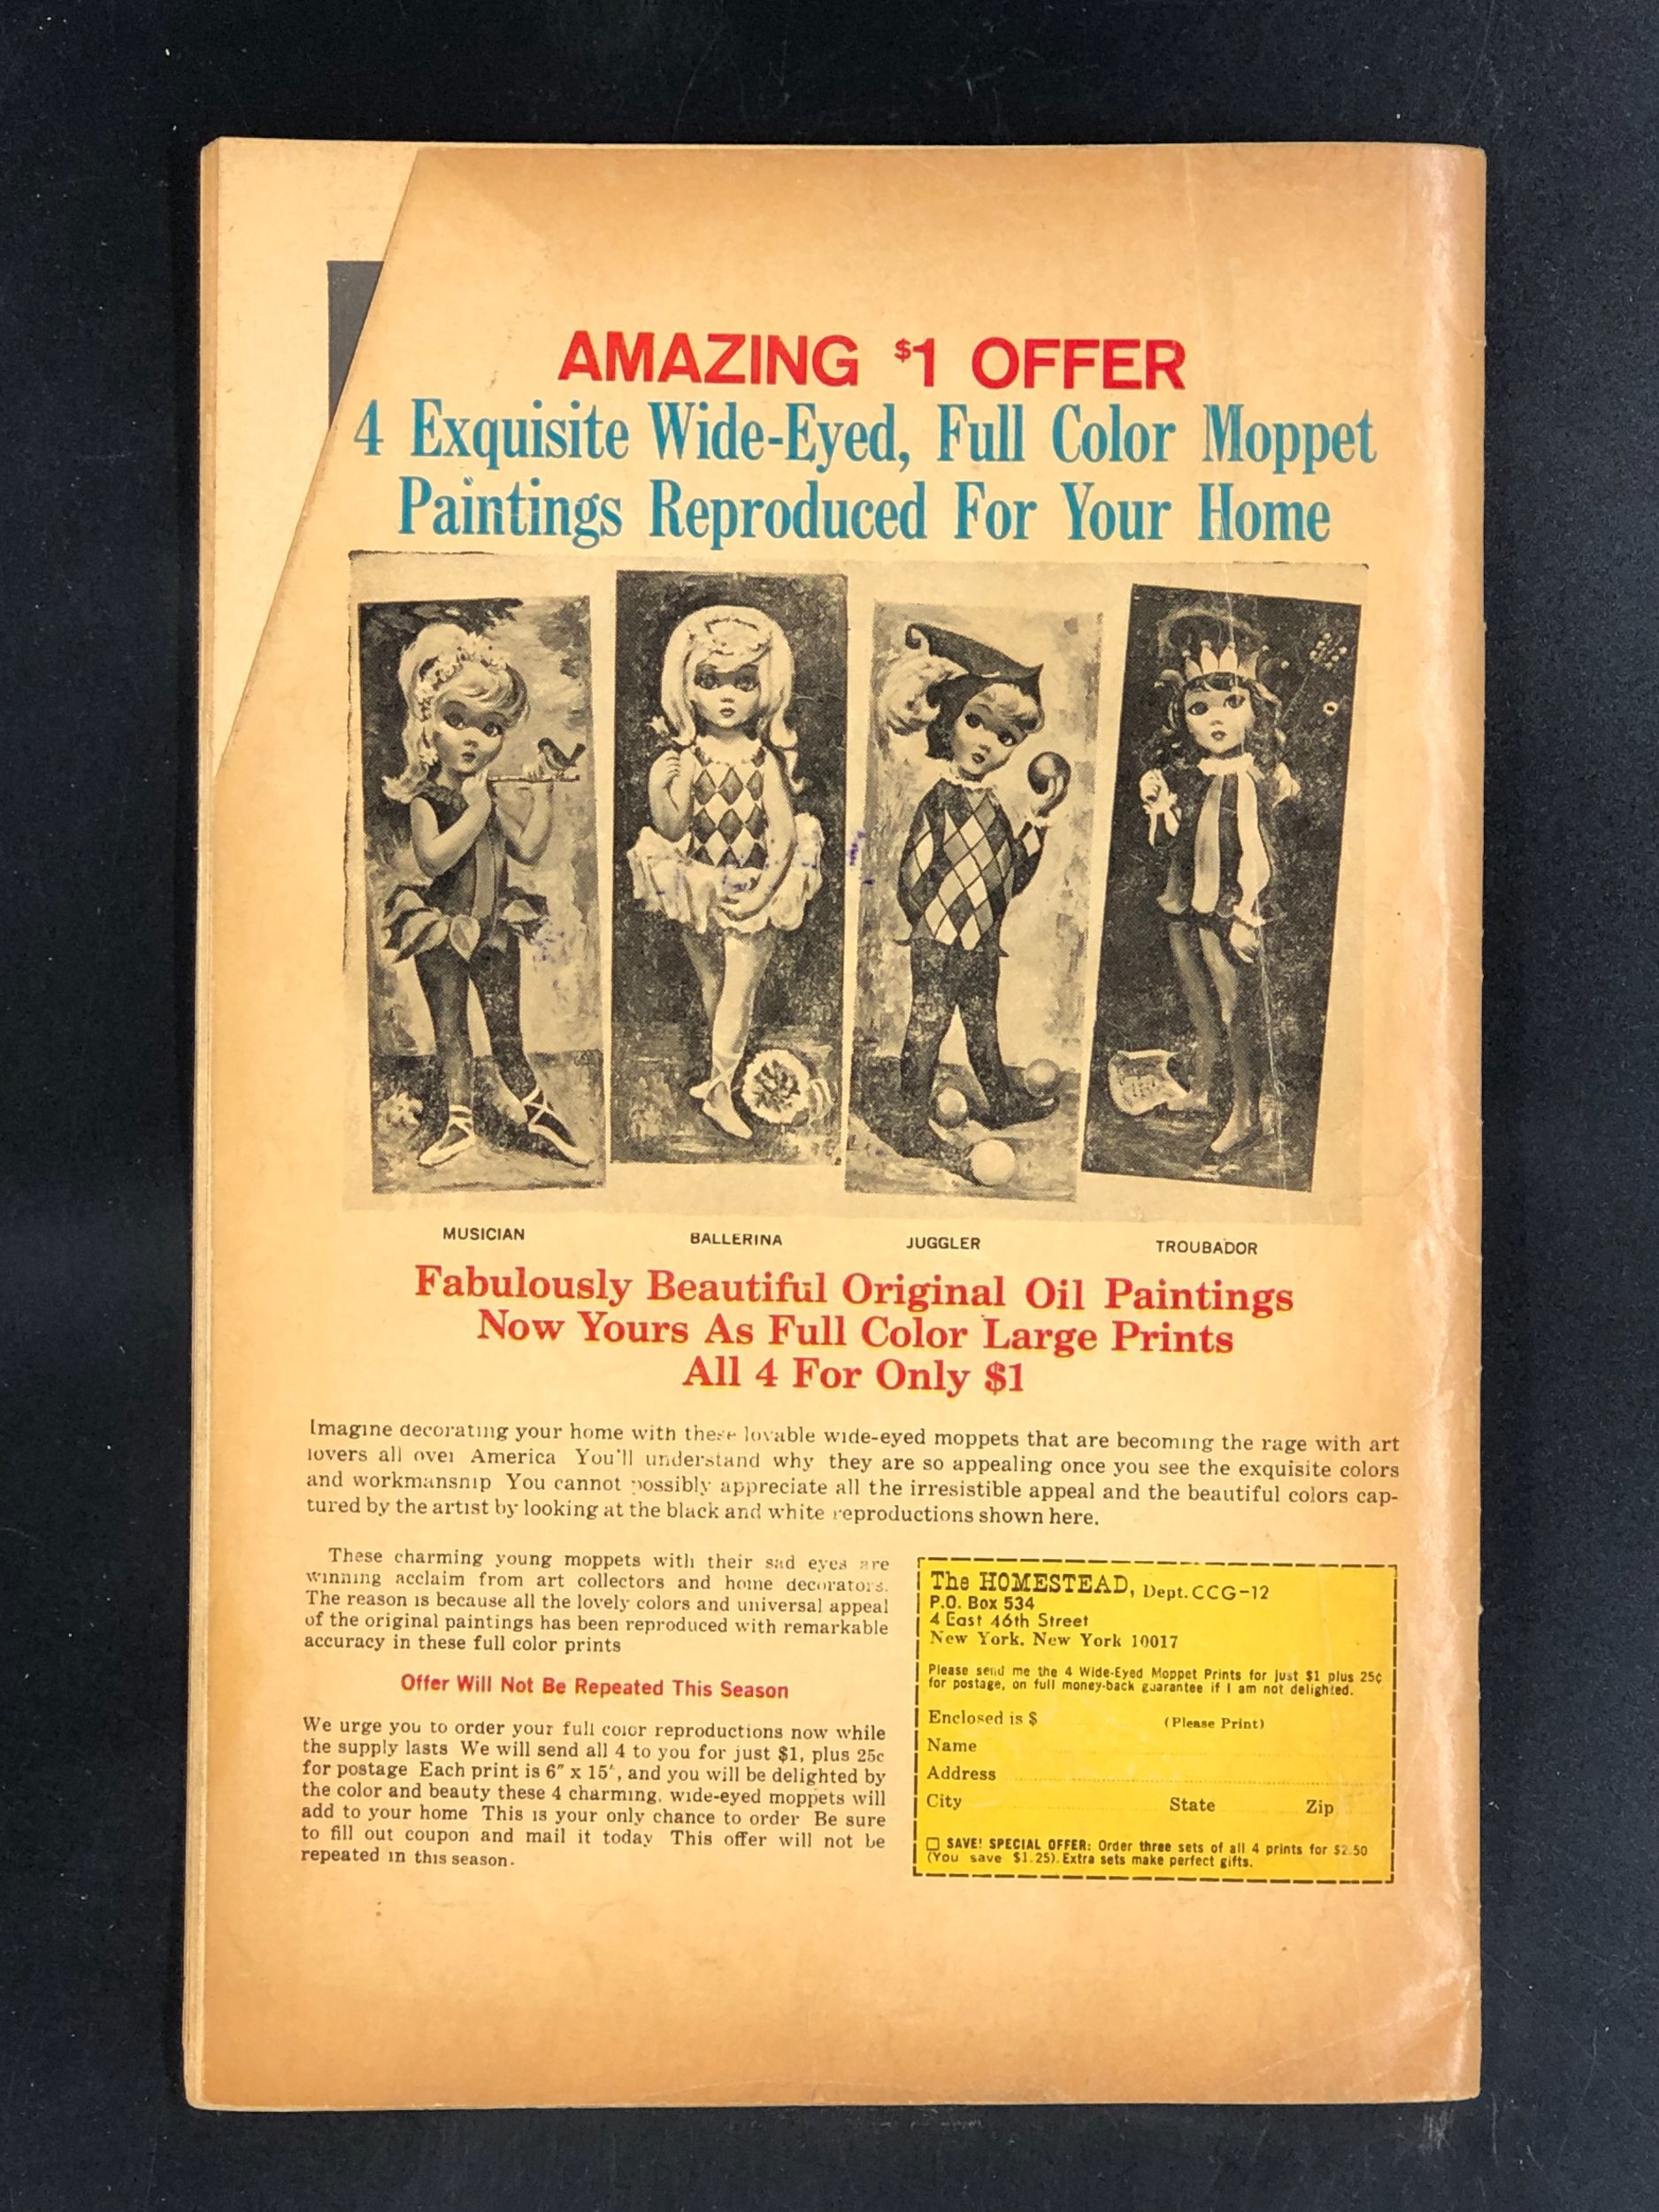 AMAZING $1 OFFER
4 Exquisite Wide-Eyed, Full Color Moppet
Paintings Reproduced For Your Home
MUSICIAN
BALLERINA
JUGGLER
TROUBADOR
Fabulously Beautiful Original Oil Paintings
Now Yours As Full Color Large Prints
All 4 For Only $1
Imagine decorating your home with these lovable wide-eyed moppets that are becoming the rage with art
lovers all over America You'll understand why they are so appealing once you see the exquisite colors
and workmanship You cannot possibly appreciate all the irresistible appeal and the beautiful colors cap-
tured by the artist by looking at the black and white reproductions shown here.
These charming young moppets with their sad eyes are
winning acclaim from art collectors and home decorators.
The reason is because all the lovely colors and universal appeal
of the original paintings has been reproduced with remarkable
accuracy in these full color prints
Offer Will Not Be Repeated This Season
We urge you to order your full color reproductions now while
the supply lasts We will send all 4 to you for just $1, plus 25c
for postage Each print is 6" x 15", and you will be delighted by
the color and beauty these 4 charming, wide-eyed moppets will
add to your home This is your only chance to order Be sure
to fill out coupon and mail it today This offer will not be
repeated in this season.
The HOMESTEAD, Dept. CCG-12
P.O. Box 534
4 East 46th Street
New York, New York 10017
Please send me the 4 Wide-Eyed Moppet Prints for just $1 plus 25¢
for postage, on full money-back guarantee if I am not delighted.
Enclosed is $ (Please Print)
Name
Address
City State Zip
SAVE! SPECIAL OFFER: Order three sets of all 4 prints for $2.50
(You save $1.25). Extra sets make perfect gifts.